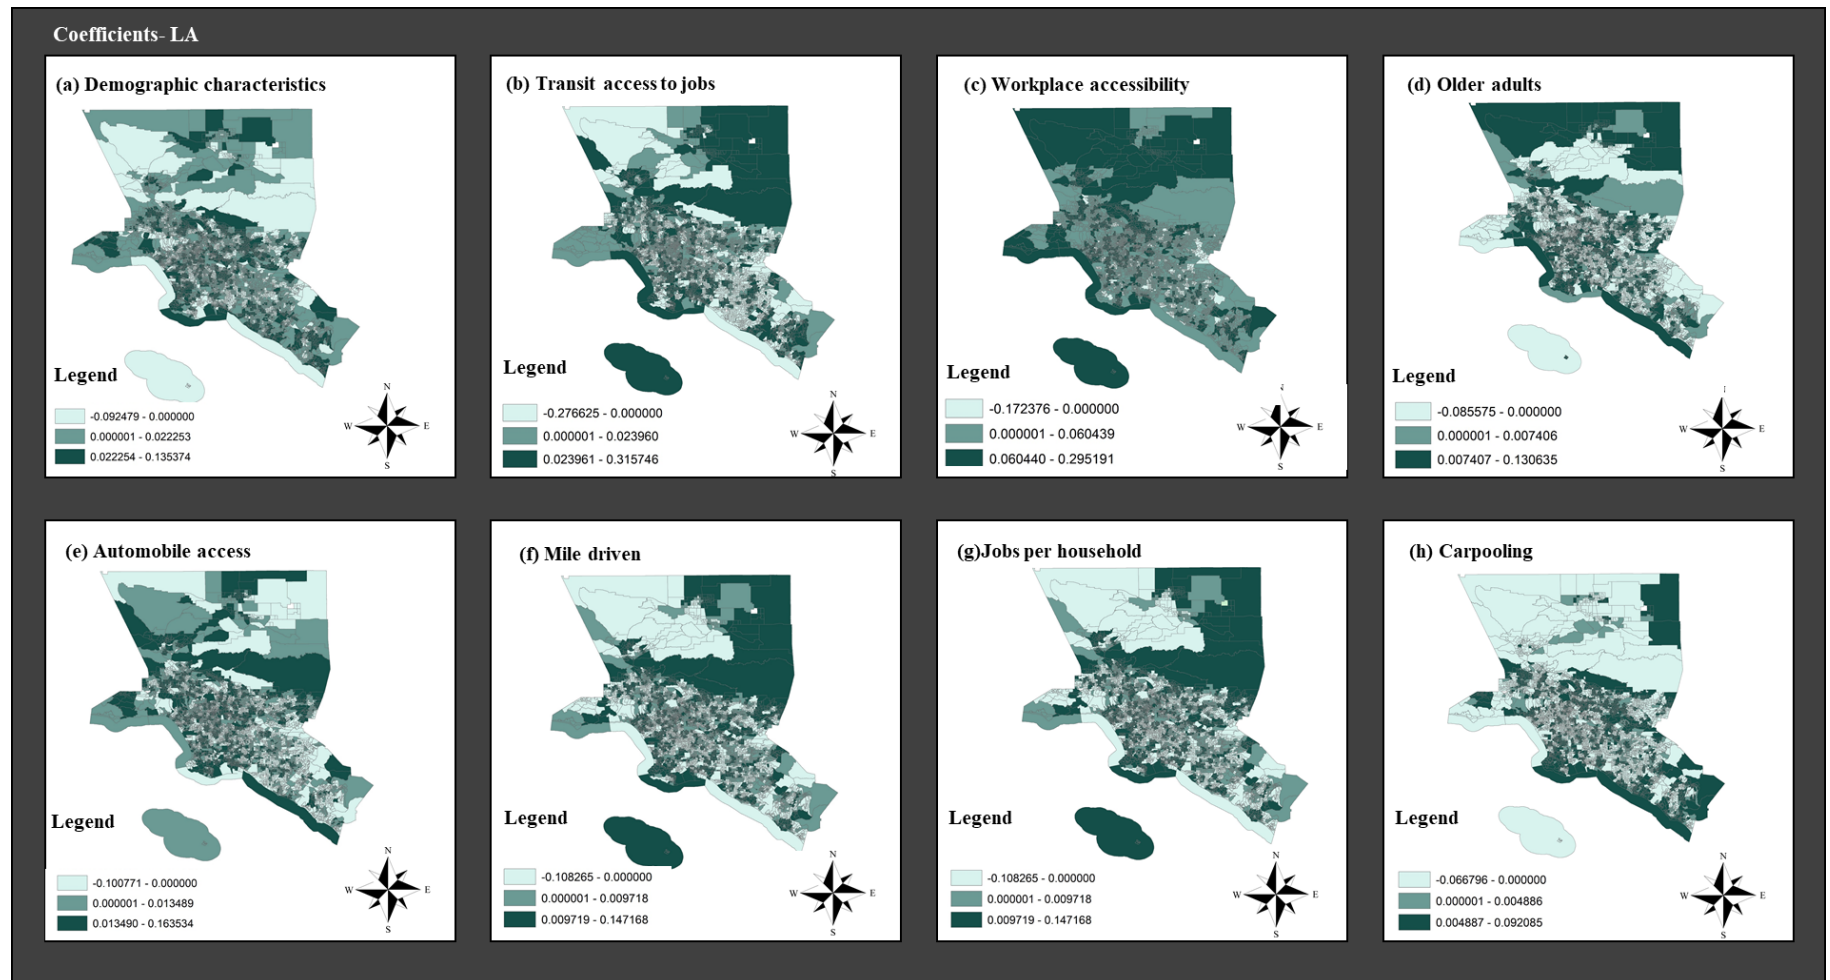 Coefficients- LA
(a) Demographic characteristics
Legend
-0.092479 - 0.000000
0.000001 - 0.022253
0.022254 - 0.135374
N
W
E
S
(b) Transit access to jobs
Legend
-0.276625 - 0.000000
0.000001 - 0.023960
0.023961 - 0.315746
N
W
E
S
(c) Workplace accessibility
Legend
-0.172376 - 0.000000
0.000001 - 0.060439
0.060440 - 0.295191
W
E
S
(d) Older adults
Legend
-0.085575 - 0.000000
0.000001 - 0.007406
0.007407 - 0.130635
W
E
S
(e) Automobile access
Legend
-0.100771 - 0.000000
0.000001 - 0.013489
0.013490 - 0.163534
N
W
E
S
(f) Mile driven
Legend
-0.108265 - 0.000000
0.000001 - 0.009718
0.009719 - 0.147168
N
W
E
S
(g)Jobs per household
Legend
-0.108265 - 0.000000
0.000001 - 0.009718
0.009719 - 0.147168
N
W
E
S
(h) Carpooling
Legend
-0.066796 - 0.000000
0.000001 - 0.004886
0.004887 - 0.092085
N
W
E
S